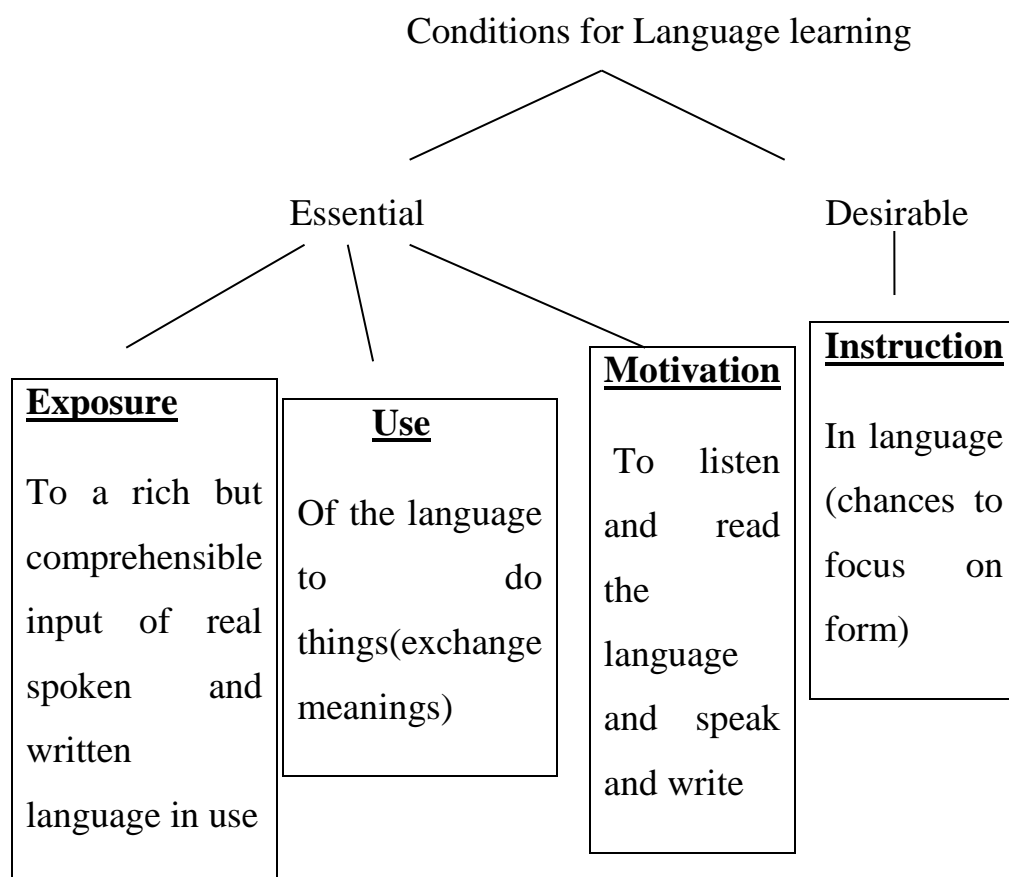 Conditions for Language learning
Essential
Desirable
Exposure
To a rich but
comprehensible
input of real
spoken and
written
language in use
Use
Of the language
to do
things(exchange
meanings)
Motivation
To listen
and read
the
language
and speak
and write
Instruction
In language
(chances to
focus on
form)